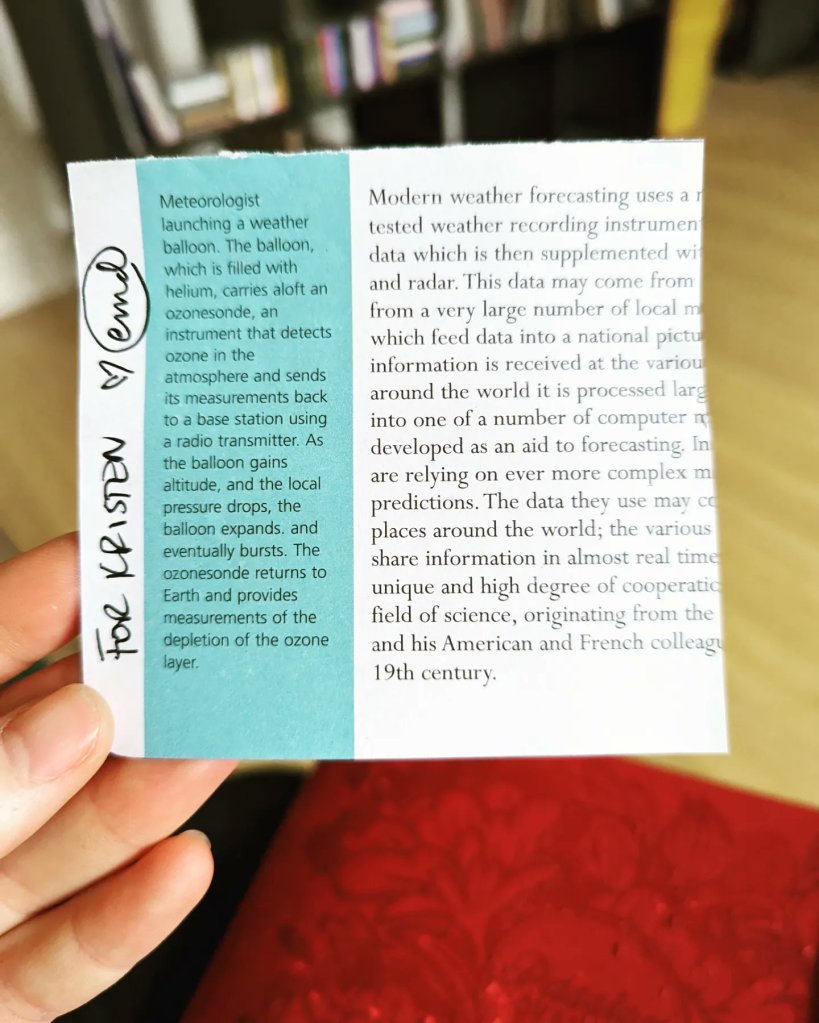 FOR KRISTEN ♡ emd
Meteorologist
launching a weather
balloon. The balloon,
which is filled with
helium, carries aloft an
ozonesonde, an
instrument that detects
ozone in the
atmosphere and sends
its measurements back
to a base station using
a radio transmitter. As
the balloon gains
altitude, and the local
pressure drops, the
balloon expands. and
eventually bursts. The
ozonesonde returns to
Earth and provides
measurements of the
depletion of the ozone
layer.
Modern weather forecasting uses a
tested weather recording instrument
data which is then supplemented wi
and radar. This data may come from
from a very large number of local m
which feed data into a national pictu
information is received at the variou
around the world it is processed larg
into one of a number of computer
developed as an aid to forecasting. In
are relying on ever more complex m
predictions. The data they use may co
places around the world; the various
share information in almost real time
unique and high degree of cooperatio
field of science, originating from the
and his American and French colleagu
19th century.